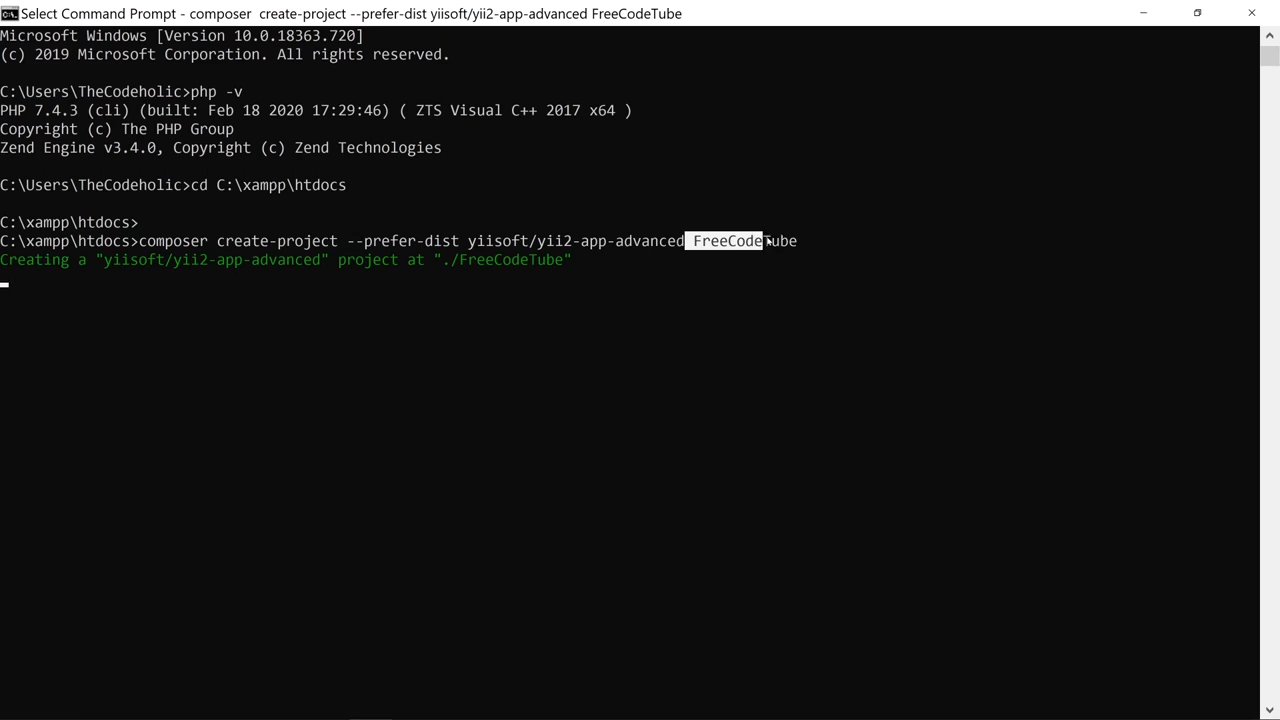 Select Command Prompt - composer  create-project --prefer-dist yiisoft/yii2-app-advanced FreeCodeTube
Microsoft Windows [Version 10.0.18363.720]
(c) 2019 Microsoft Corporation. All rights reserved.
C:\Users\TheCodeholic>php -v
PHP 7.4.3 (cli) (built: Feb 18 2020 17:29:46) ( ZTS Visual C++ 2017 x64 )
Copyright (c) The PHP Group
Zend Engine v3.4.0, Copyright (c) Zend Technologies
C:\Users\TheCodeholic>cd C:\xampp\htdocs
C:\xampp\htdocs>
C:\xampp\htdocs>composer create-project --prefer-dist yiisoft/yii2-app-advanced FreeCodeTube
Creating a "yiisoft/yii2-app-advanced" project at "./FreeCodeTube"